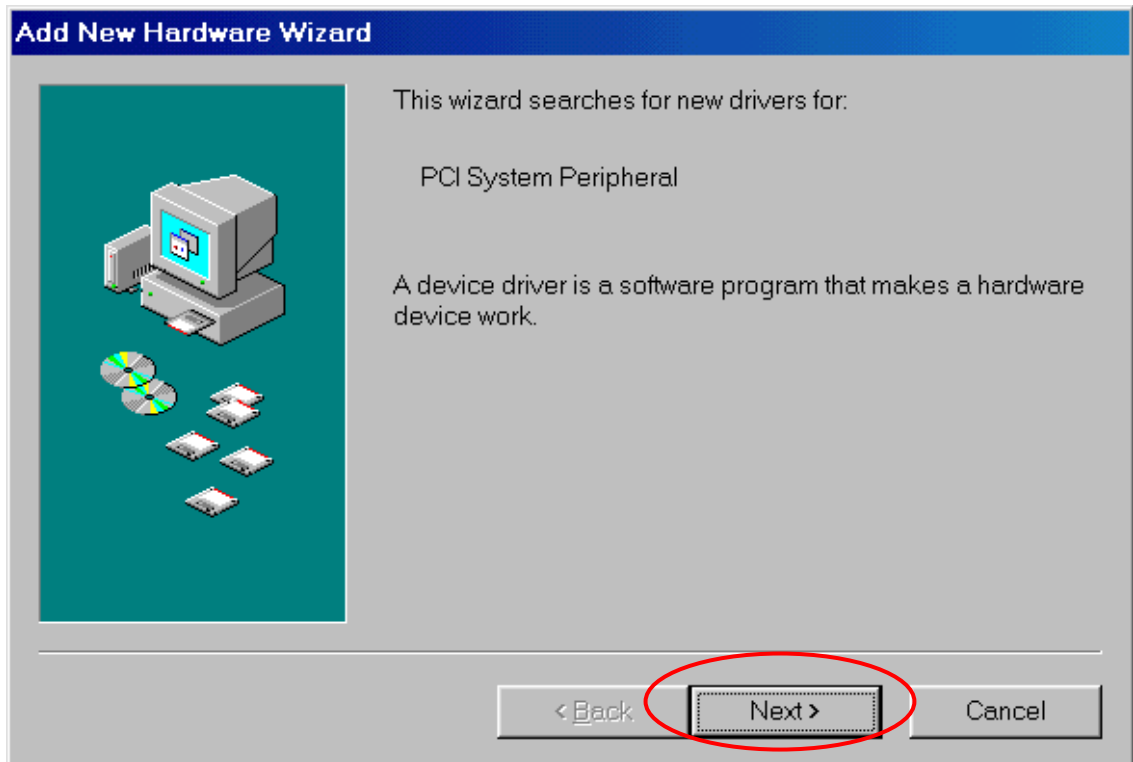 Add New Hardware Wizard
This wizard searches for new drivers for:
PCI System Peripheral
A device driver is a software program that makes a hardware
device work.
< Back
Next >
Cancel